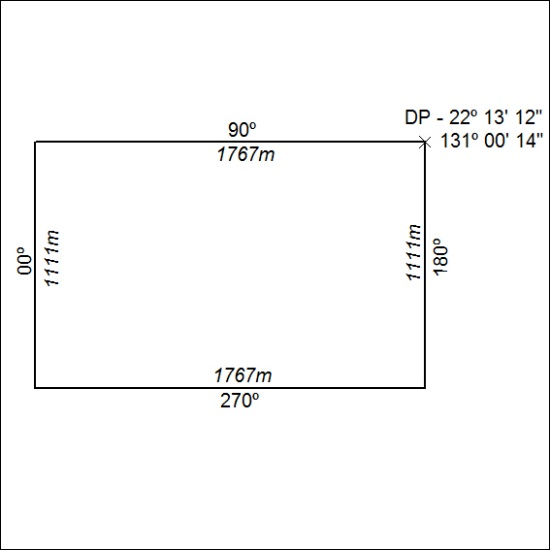 DP - 22º 13' 12"
131º 00' 14"
90º
1767m
00º
1111m
1111m
180º
1767m
270º